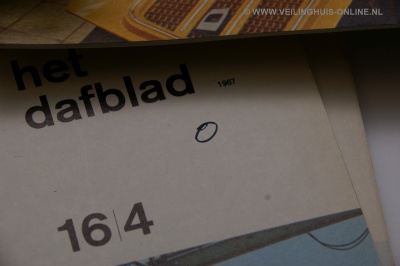 © WWW.VEILINGHUIS-ONLINE.NL
het
dafblad 1967
16|4